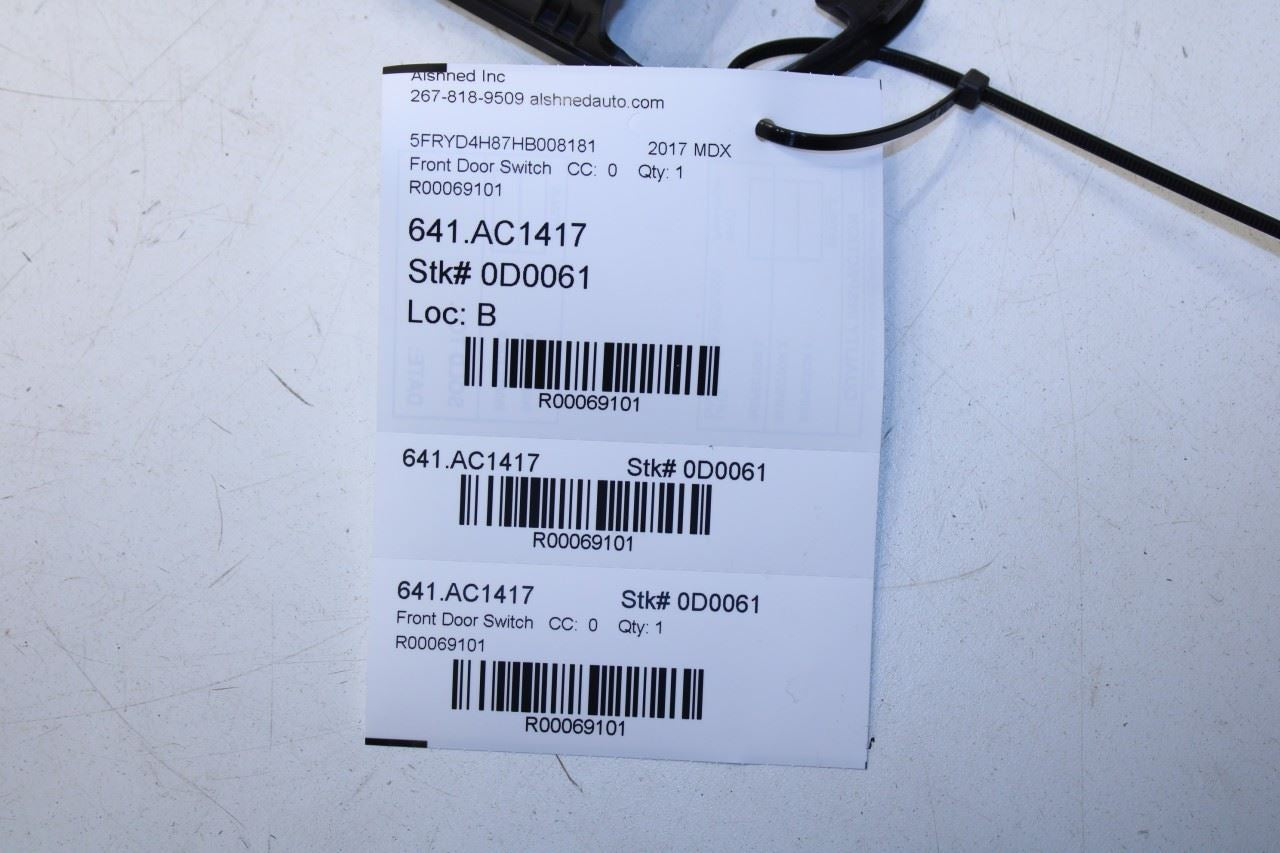 Alshned Inc
267-818-9509 alshnedauto.com
5FRYD4H87HB008181 2017 MDX
Front Door Switch CC: 0 Qty: 1
R00069101
641.AC1417
Stk# 0D0061
Loc: B
R00069101
641.AC1417 Stk# 0D0061
R00069101
641.AC1417 Stk# 0D0061
Front Door Switch CC: 0 Qty: 1
R00069101
R00069101